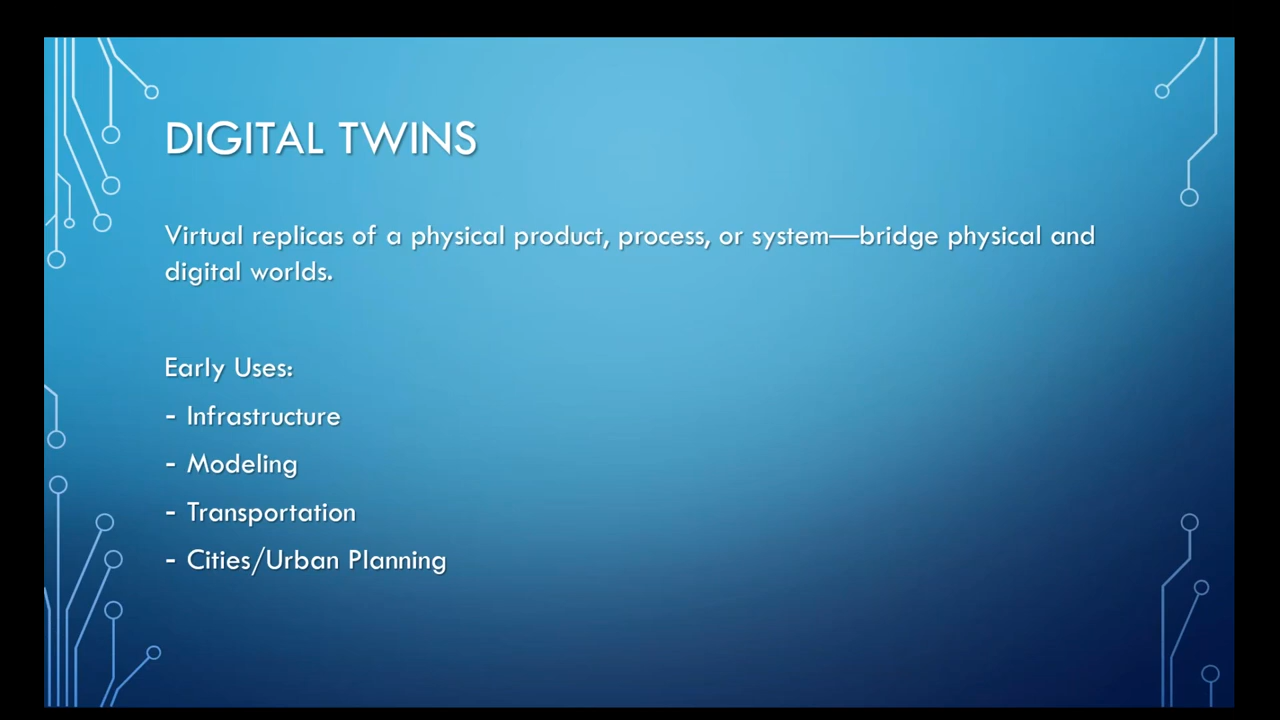 DIGITAL TWINS
Virtual replicas of a physical product, process, or system—bridge physical and
digital worlds.
Early Uses:
- Infrastructure
- Modeling
- Transportation
- Cities/Urban Planning